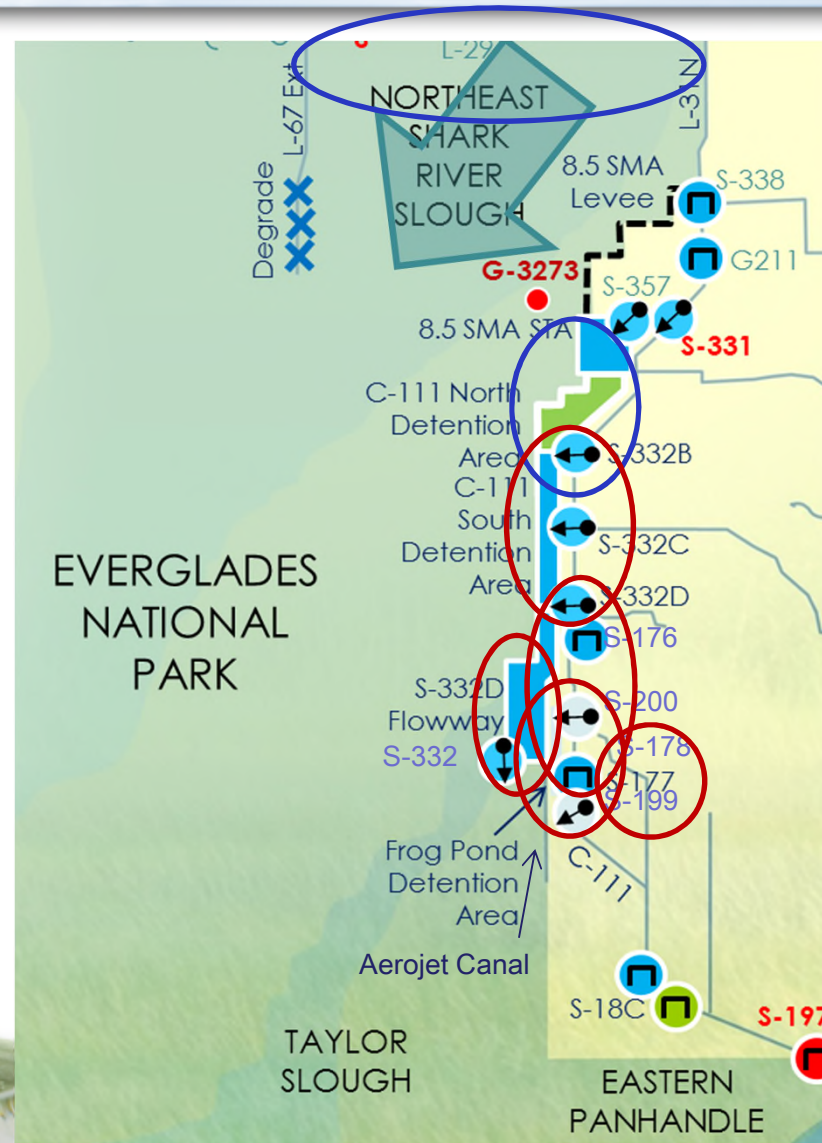 L-29
L-67 Ext
L-31N
NORTHEAST
SHARK
RIVER
SLOUGH
8.5 SMA
Levee
S-338
Degrade
G211
G-3273
S-357
8.5 SMA STA
S-331
C-111 North
Detention
Area
S-332B
C-111
South
Detention
Area
S-332C
S-332D
EVERGLADES
NATIONAL
PARK
S-176
S-332D
Flowway
S-200
S-332
S-178
S-177
S-199
Frog Pond
Detention
Area
C-111
Aerojet Canal
S-18C
S-197
TAYLOR
SLOUGH
EASTERN
PANHANDLE